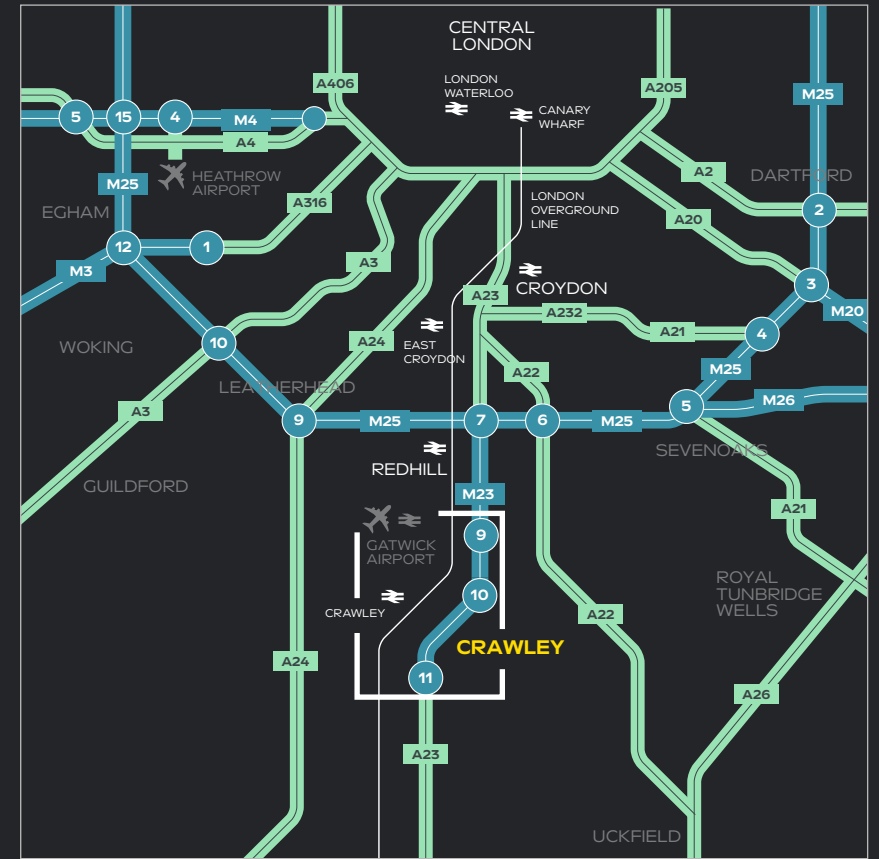 CENTRAL
LONDON
A406
LONDON
WATERLOO
A205
M25
CANARY
WHARF
5
15
4
M4
A4
M25
HEATHROW
AIRPORT
A2
DARTFORD
EGHAM
A316
LONDON
OVERGROUND
LINE
A20
2
12
1
M3
A3
CROYDON
3
A23
A232
A21
4
M20
WOKING
10
A24
EAST
CROYDON
A22
M25
LEATHERHEAD
A3
M26
5
9
M25
7
6
M25
SEVENOAKS
REDHILL
GUILDFORD
M23
A21
9
GATWICK
AIRPORT
ROYAL
TUNBRIDGE
WELLS
10
CRAWLEY
A22
CRAWLEY
A24
11
A26
A23
UCKFIELD